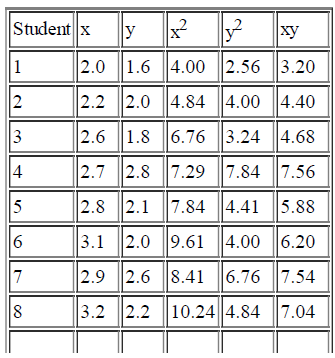 Student x y x² y² xy
1 2.0 1.6 4.00 2.56 3.20
2 2.2 2.0 4.84 4.00 4.40
3 2.6 1.8 6.76 3.24 4.68
4 2.7 2.8 7.29 7.84 7.56
5 2.8 2.1 7.84 4.41 5.88
6 3.1 2.0 9.61 4.00 6.20
7 2.9 2.6 8.41 6.76 7.54
8 3.2 2.2 10.24 4.84 7.04